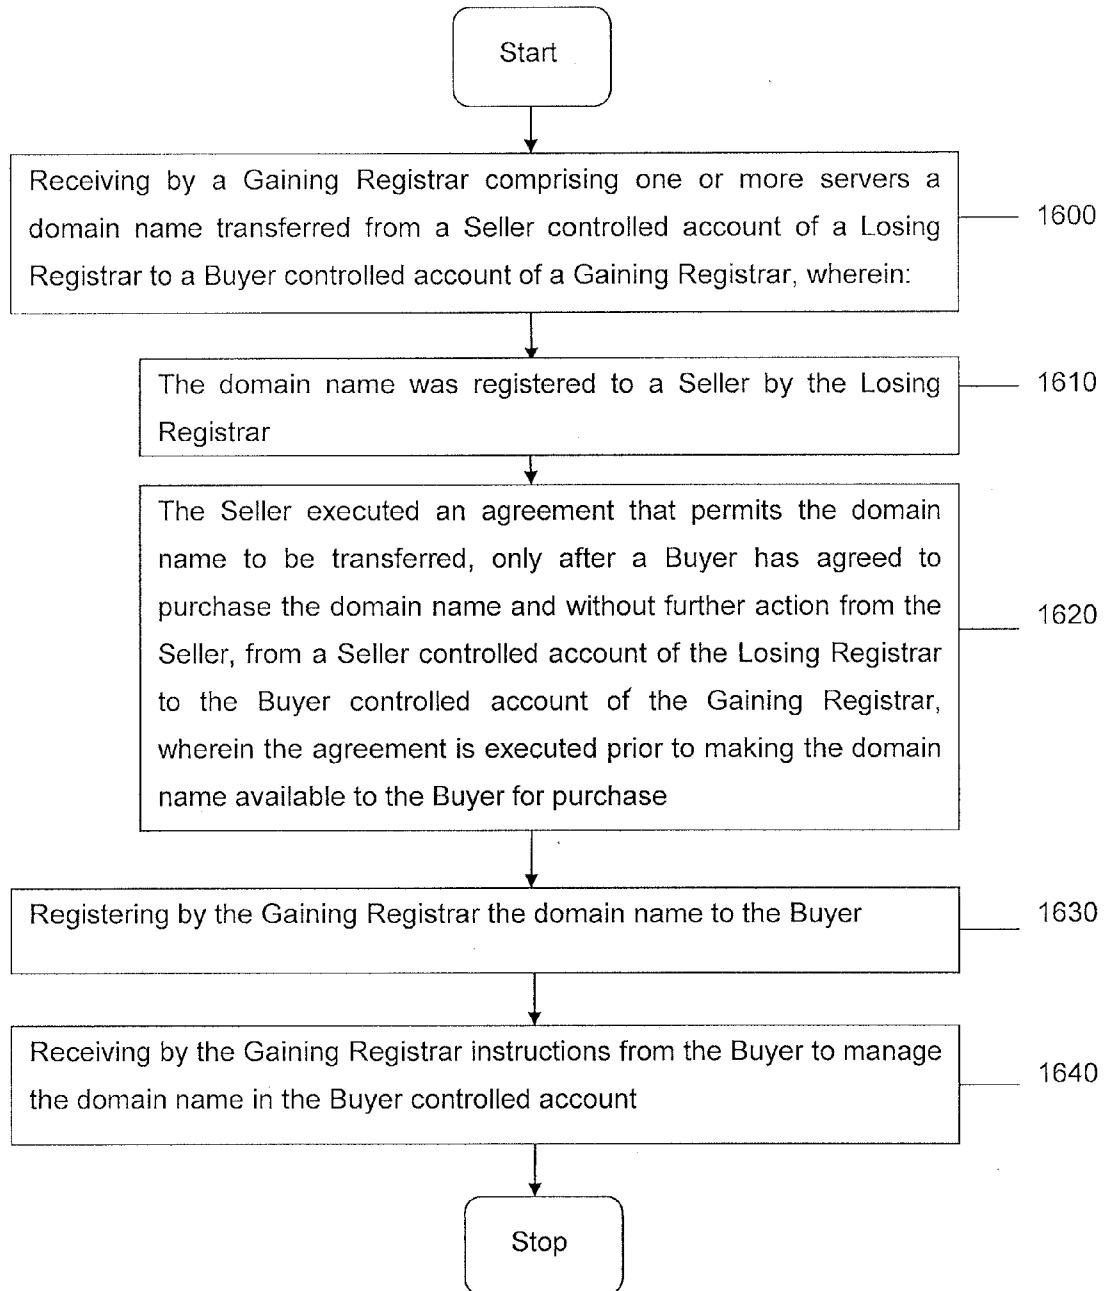 Start
Receiving by a Gaining Registrar comprising one or more servers a
domain name transferred from a Seller controlled account of a Losing
Registrar to a Buyer controlled account of a Gaining Registrar, wherein:
1600
The domain name was registered to a Seller by the Losing
Registrar
1610
The Seller executed an agreement that permits the domain
name to be transferred, only after a Buyer has agreed to
purchase the domain name and without further action from the
Seller, from a Seller controlled account of the Losing Registrar
to the Buyer controlled account of the Gaining Registrar,
wherein the agreement is executed prior to making the domain
name available to the Buyer for purchase
1620
Registering by the Gaining Registrar the domain name to the Buyer
1630
Receiving by the Gaining Registrar instructions from the Buyer to manage
the domain name in the Buyer controlled account
1640
Stop